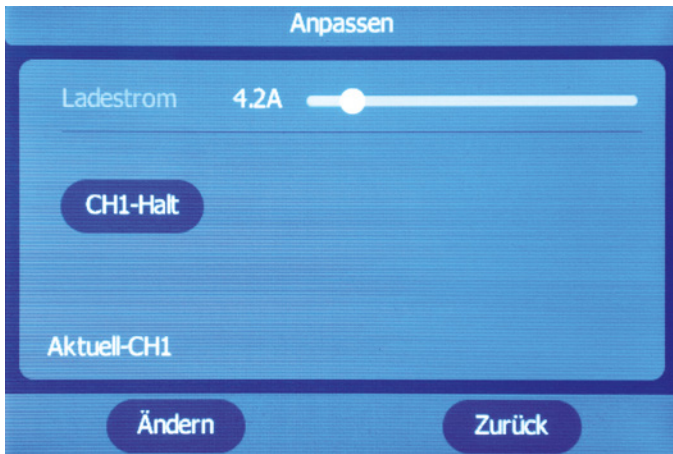 Anpassen
Ladestrom 4.2A
CH1-Halt
Aktuell-CH1
Ändern Zurück